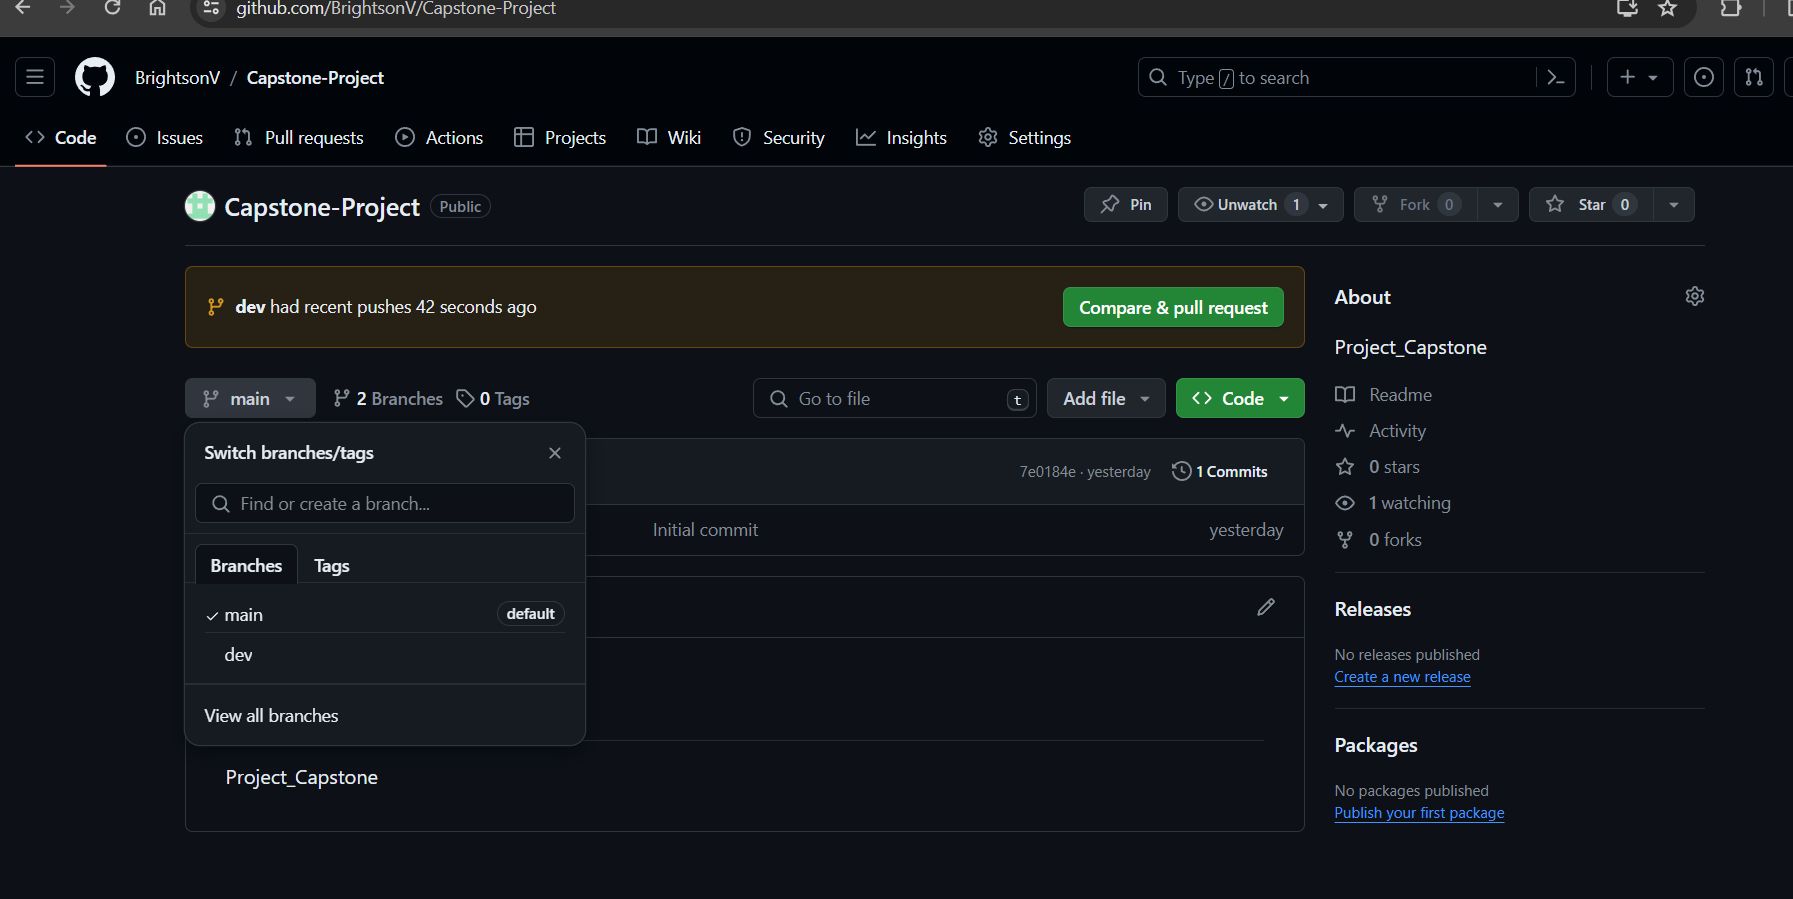 github.com/BrightsonV/Capstone-Project
BrightsonV / Capstone-Project
Type / to search
Code Issues Pull requests Actions Projects Wiki Security Insights Settings
Capstone-Project Public
Pin Unwatch 1 Fork 0 Star 0
dev had recent pushes 42 seconds ago
Compare & pull request
main 2 Branches 0 Tags Go to file t Add file Code
Switch branches/tags
Find or create a branch...
Branches Tags
main default
dev
View all branches
7e0184e · yesterday 1 Commits
Initial commit yesterday
Project_Capstone
About
Project_Capstone
Readme
Activity
0 stars
1 watching
0 forks
Releases
No releases published
Create a new release
Packages
No packages published
Publish your first package